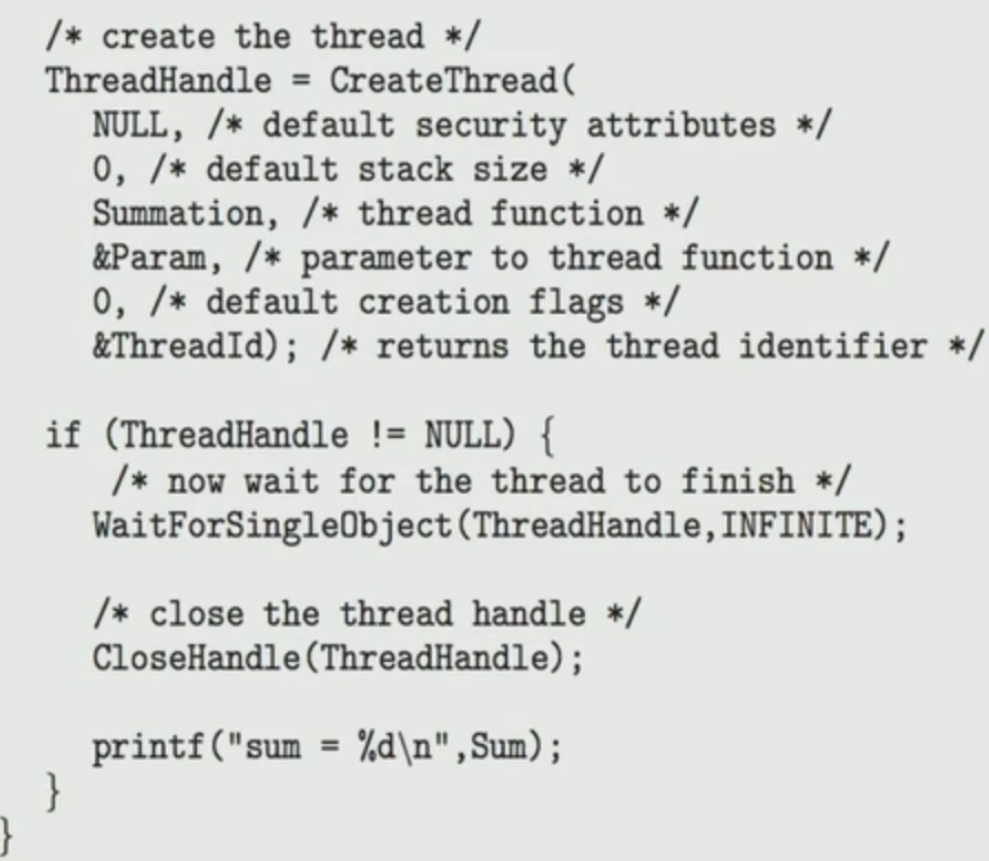 /* create the thread */
ThreadHandle = CreateThread(
NULL, /* default security attributes */
0, /* default stack size */
Summation, /* thread function */
&Param, /* parameter to thread function */
0, /* default creation flags */
&ThreadId); /* returns the thread identifier */
if (ThreadHandle != NULL) {
/* now wait for the thread to finish */
WaitForSingleObject(ThreadHandle,INFINITE);
/* close the thread handle */
CloseHandle(ThreadHandle);
printf("sum = %d\n",Sum);
}
}